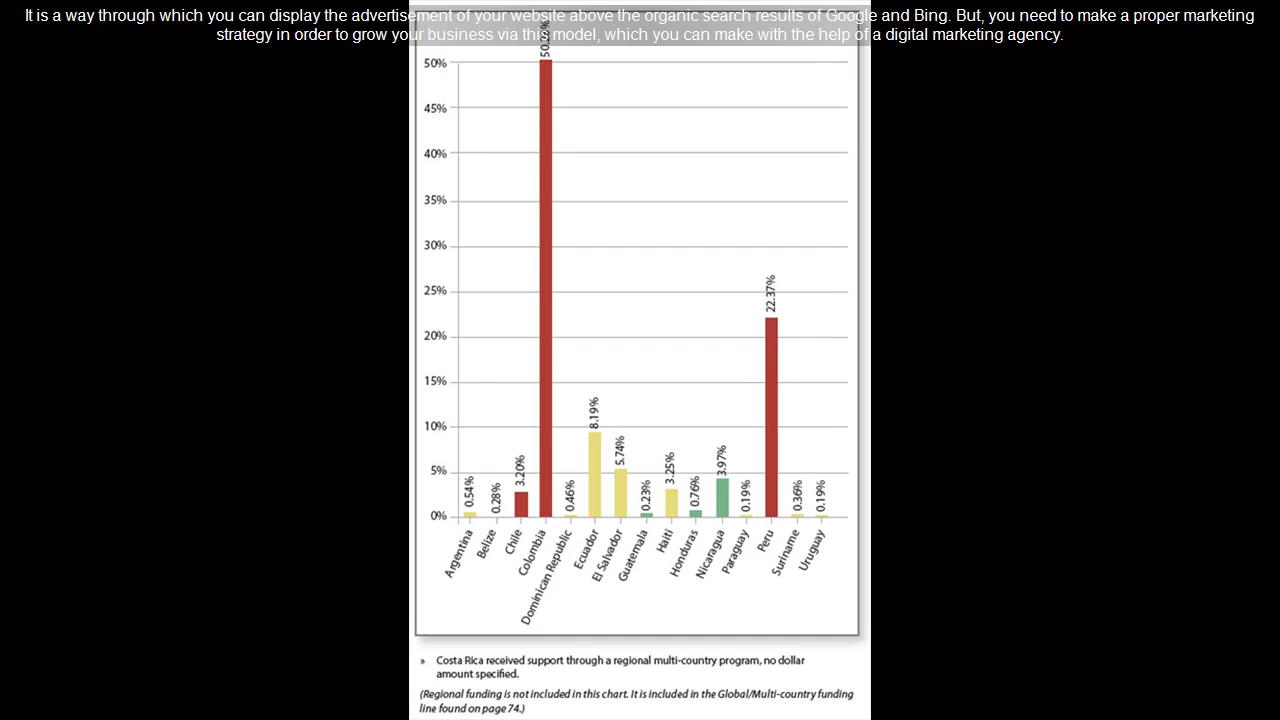 It is a way through which you can display the advertisement of your website above the organic search results of Google and Bing. But, you need to make a proper marketing
strategy in order to grow your business via this model, which you can make with the help of a digital marketing agency.
50%
45%
40%
35%
30%
25%
20%
15%
10%
5%
0%
0.54%
0.28%
3.20%
0.46%
8.19%
5.74%
0.23%
3.25%
0.76%
3.97%
0.19%
22.37%
0.36%
0.19%
Argentina
Belize
Chile
Colombia
Dominican Republic
Ecuador
El Salvador
Guatemala
Haiti
Honduras
Nicaragua
Paraguay
Peru
Suriname
Uruguay
» Costa Rica received support through a regional multi-country program, no dollar
amount specified.
(Regional funding is not included in this chart. It is included in the Global/Multi-country funding
line found on page 74.)